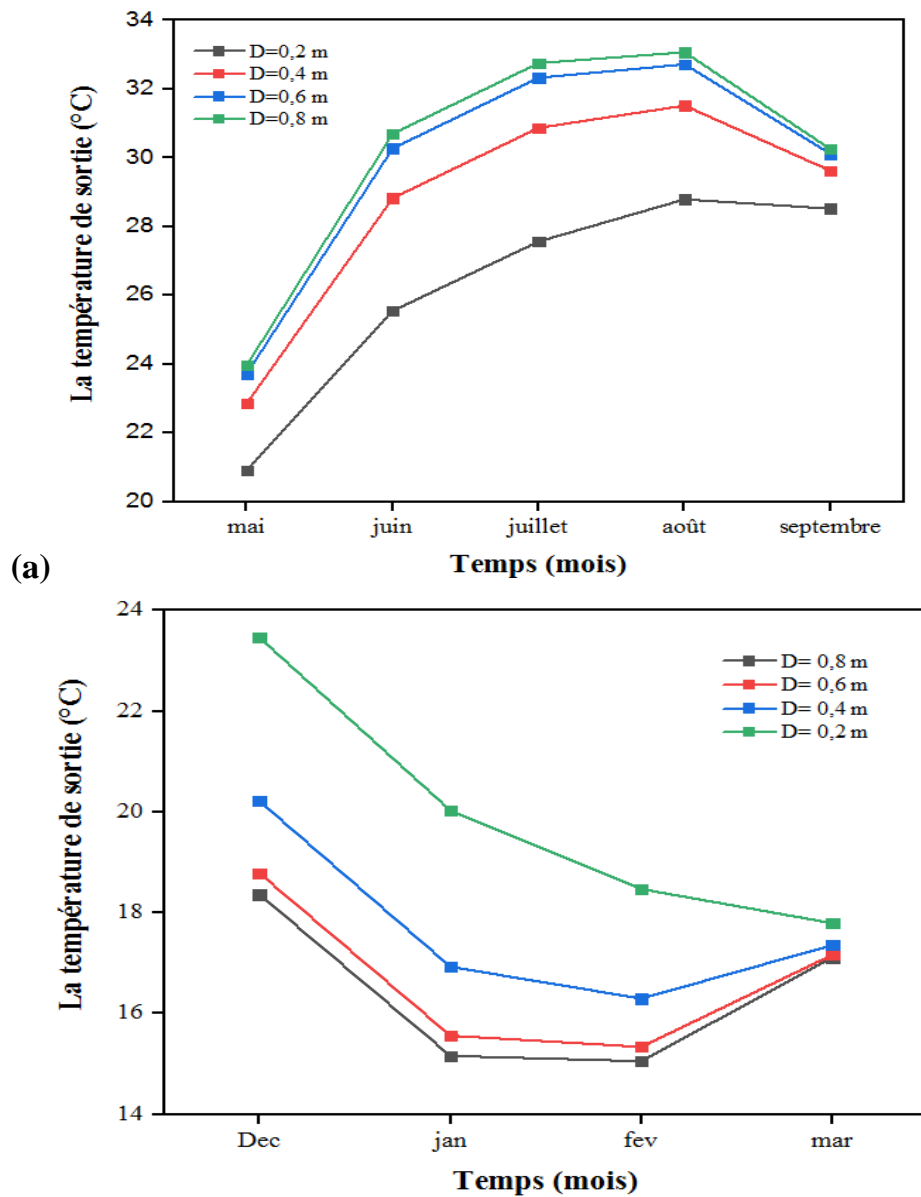 34
32
30
28
26
24
22
20
La température de sortie (°C)
D=0,2 m
D=0,4 m
D=0,6 m
D=0,8 m
mai juin juillet août septembre
Temps (mois)
(a)
24
22
20
18
16
14
La température de sortie (°C)
D= 0,8 m
D= 0,6 m
D= 0,4 m
D= 0,2 m
Dec jan fev mar
Temps (mois)